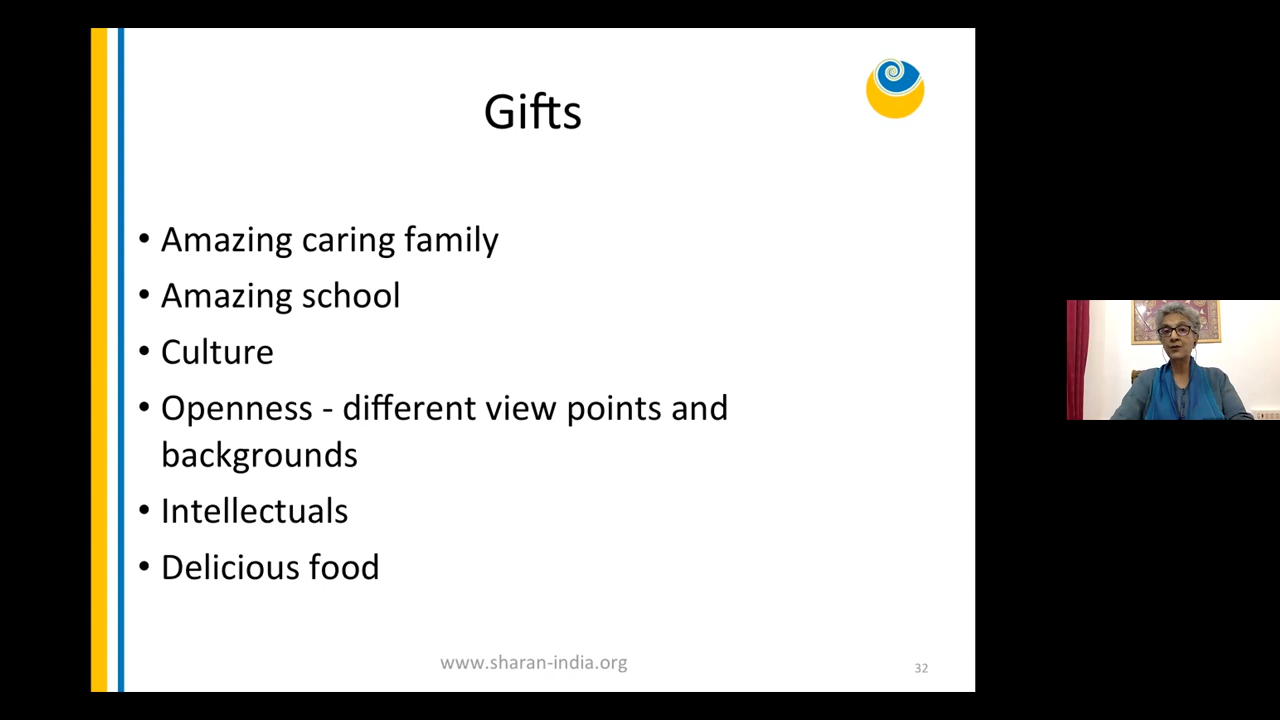 Gifts
• Amazing caring family
• Amazing school
• Culture
• Openness - different view points and
backgrounds
• Intellectuals
• Delicious food
www.sharan-india.org
32